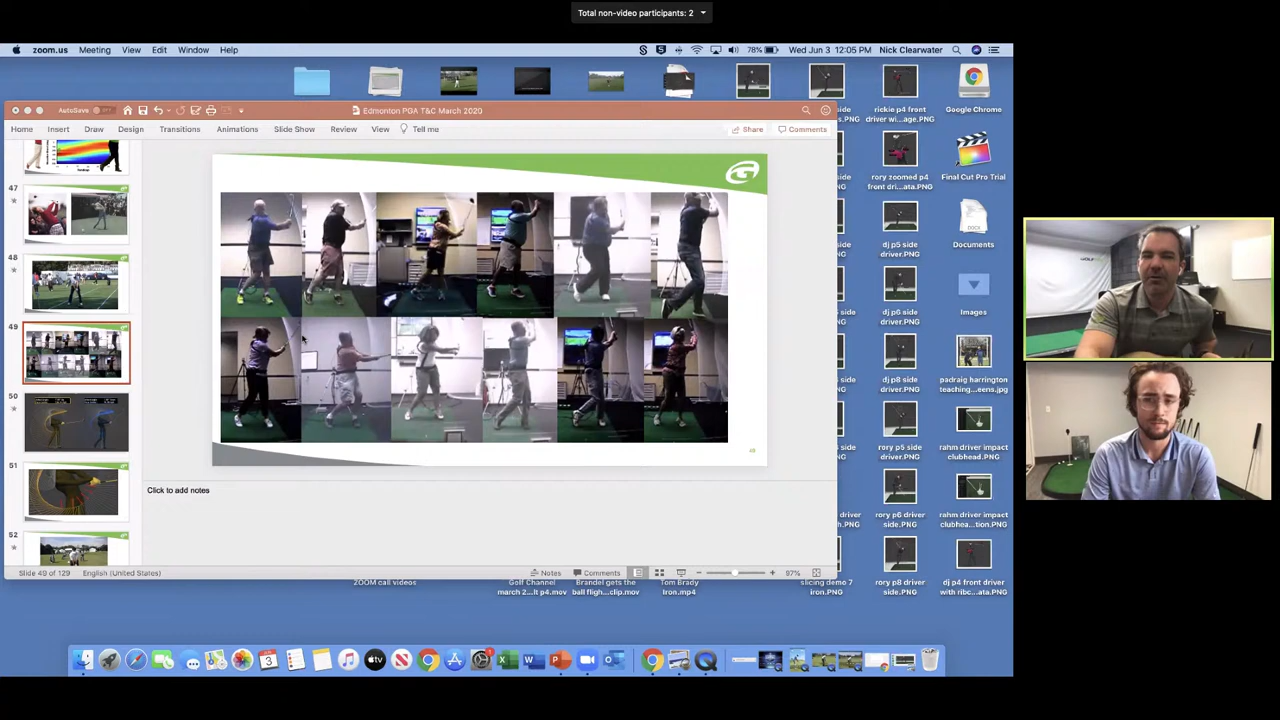 Total non-video participants: 2
zoom.us Meeting View Edit Window Help
78% Wed Jun 3 12:05 PM Nick Clearwater
AutoSave Edmonton PGA T&C March 2020
Home Insert Draw Design Transitions Animations Slide Show Review View Tell me Share Comments
47
48
49
50
51
52
49
Click to add notes
Slide 49 of 129 English (United States) Notes Comments 97%
rickie p4 front
driver wi...age.PNG
Google Chrome
rory zoomed p4
front dri...ata.PNG
Final Cut Pro Trial
dj p5 side
driver.PNG
Documents
dj p6 side
driver.PNG
Images
dj p8 side
driver.PNG
padraig harrington
teaching...eens.jpg
rory p5 driver
side.PNG
rahm driver impact
clubhead.PNG
rory p6 driver
side.PNG
rahm driver impact
clubhea...tion.PNG
rory p8 driver
side.PNG
dj p4 front driver
with ribc...ata.PNG
ZOOM call videos
Golf Channel
march 2...lt p4.mov
Brandel gets the
ball fligh...clip.mov
Tom Brady
Iron.mp4
slicing demo 7
iron.PNG
DOCX